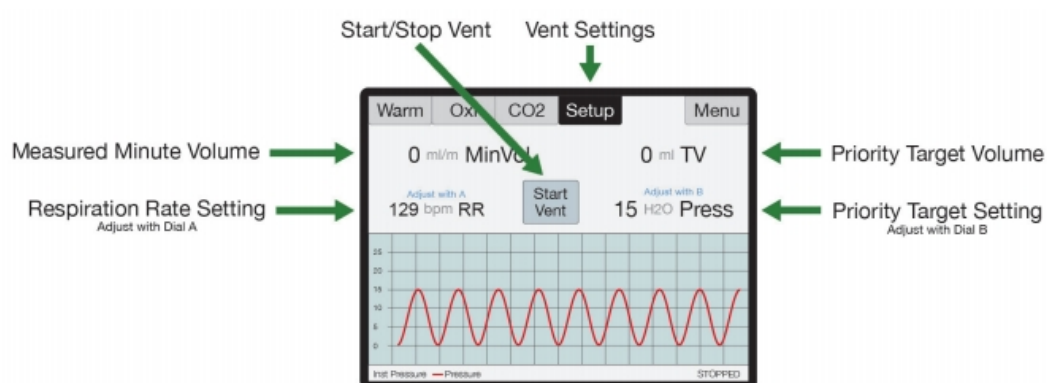 Start/Stop Vent Vent Settings
Warm CO2 Setup Menu
Measured Minute Volume 0 ml/m 0 ml TV Priority Target Volume
Adjust with A Start Adjust with B
Respiration Rate Setting 129 bpm RR Vent 15 H2O Press Priority Target Setting
Adjust with Dial A Adjust with Dial B
25
20
15
10
5
0
Inst Pressure Pressure STOPPED